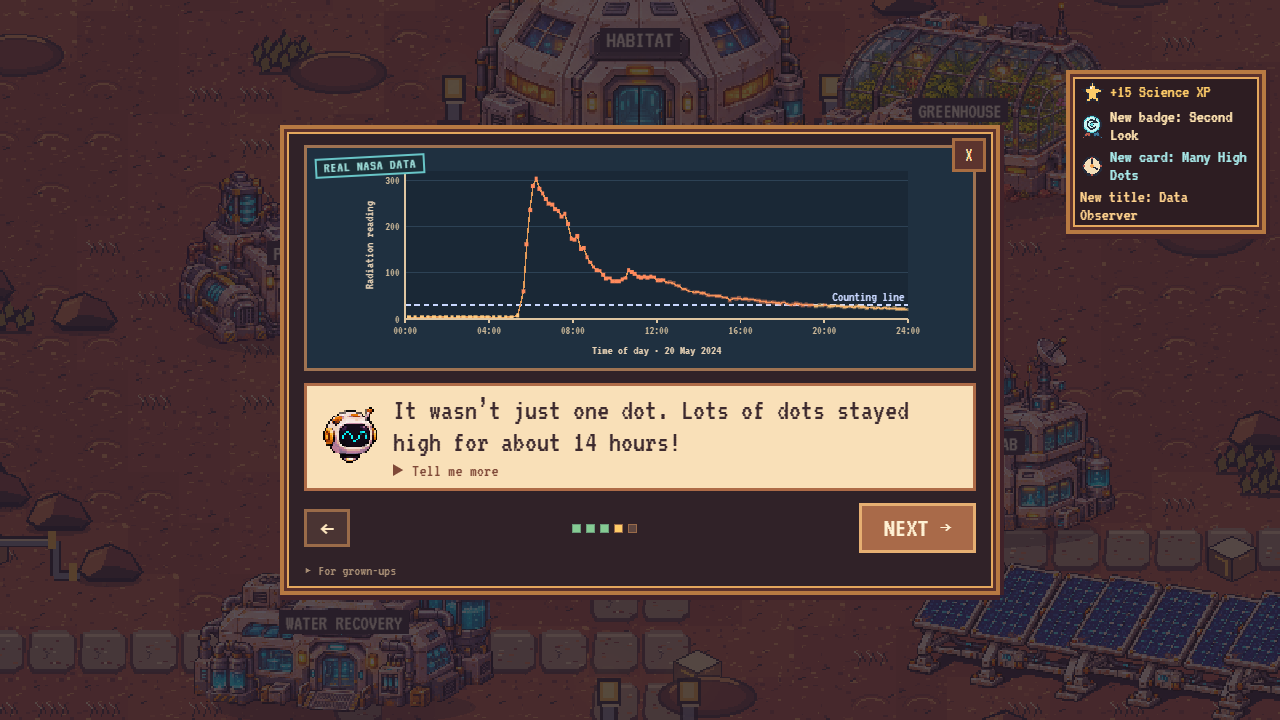 HABITAT
GREENHOUSE
+15 Science XP
New badge: Second
Look
New card: Many High
Dots
New title: Data
Observer
X
REAL NASA DATA
300
200
100
0
Radiation reading
Counting line
00:00 04:00 08:00 12:00 16:00 20:00 24:00
Time of day · 20 May 2024
It wasn't just one dot. Lots of dots stayed
high for about 14 hours!
▶ Tell me more
← NEXT →
▸ For grown-ups
WATER RECOVERY